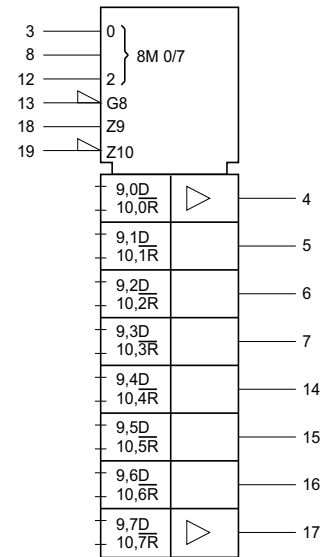 3 0
8 8M 0/7
12 2
13 G8
18 Z9
19 Z10
9,0D
10,0R 4
9,1D
10,1R 5
9,2D
10,2R 6
9,3D
10,3R 7
9,4D
10,4R 14
9,5D
10,5R 15
9,6D
10,6R 16
9,7D
10,7R 17